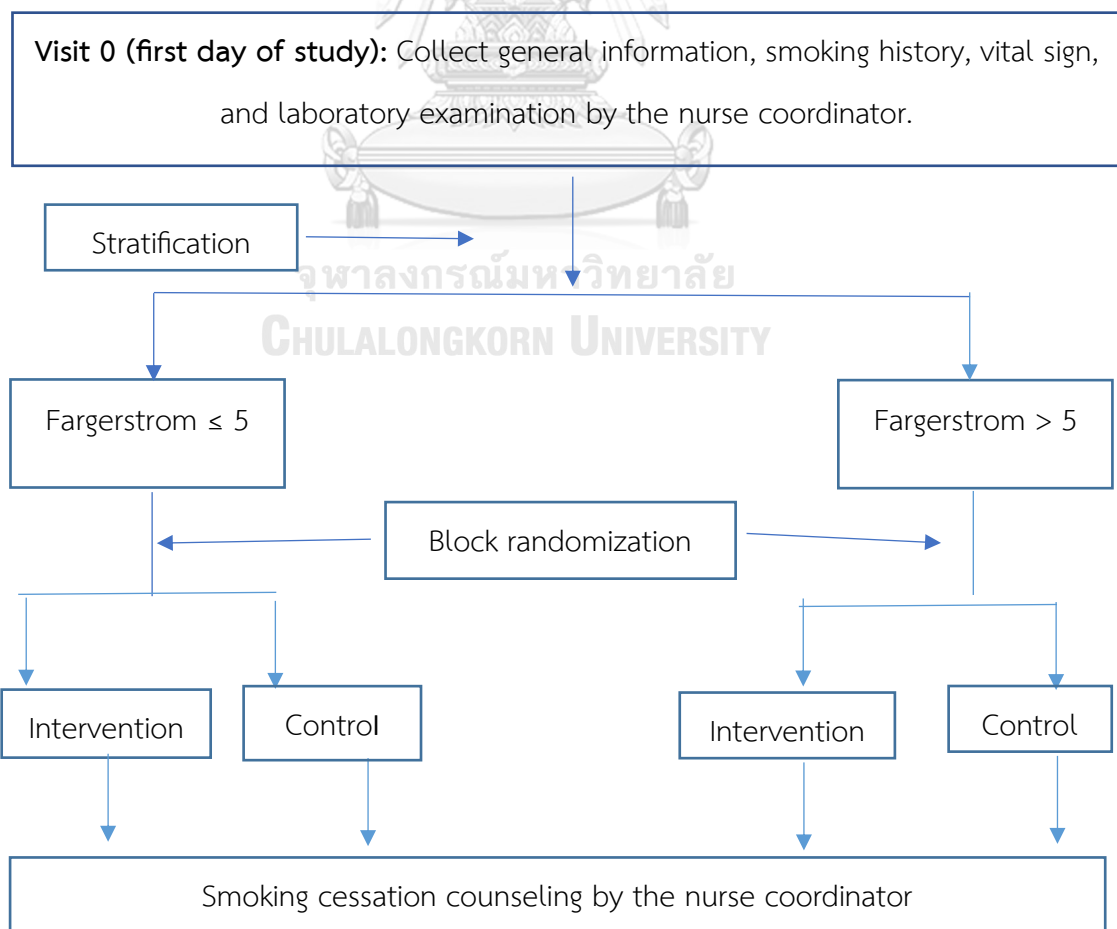 Visit 0 (first day of study): Collect general information, smoking history, vital sign,
and laboratory examination by the nurse coordinator.
Stratification
จุฬาลงกรณ์มหาวิทยาลัย
CHULALONGKORN UNIVERSITY
Fargerstrom ≤ 5
Fargerstrom > 5
Block randomization
Intervention
Control
Intervention
Control
Smoking cessation counseling by the nurse coordinator